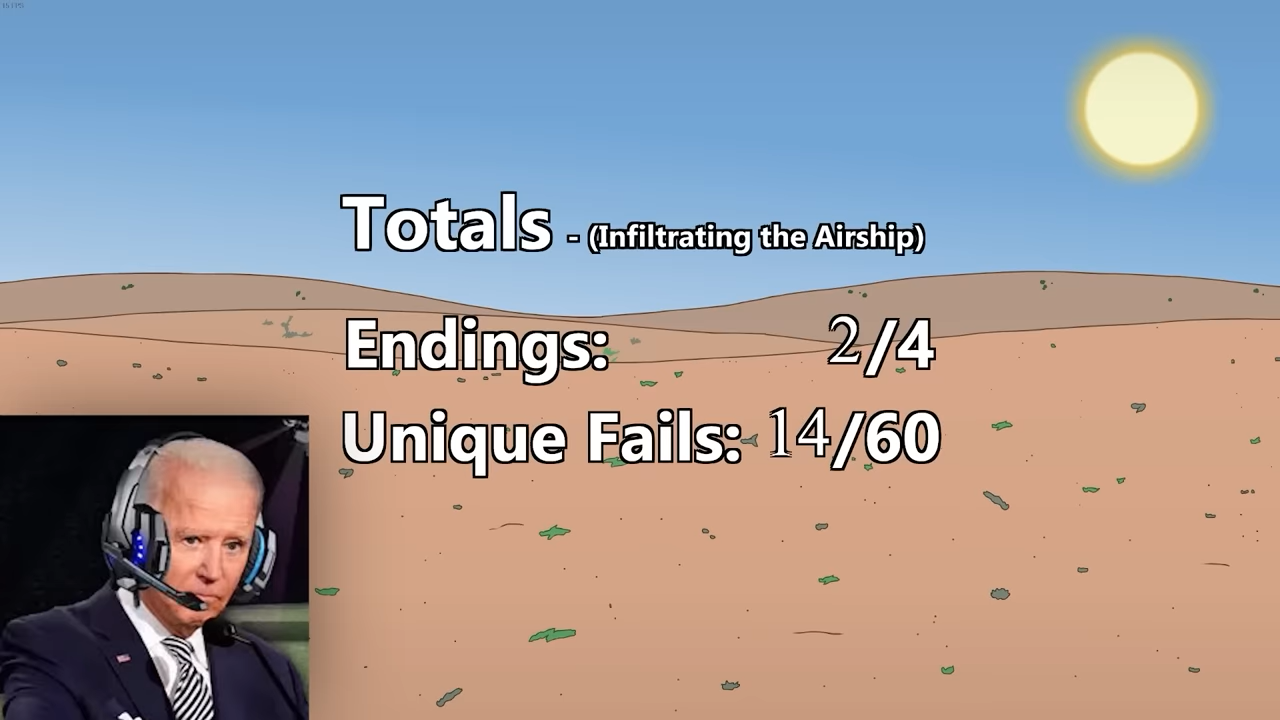 Totals - (Infiltrating the Airship)
Endings: 2/4
Unique Fails: 14/60